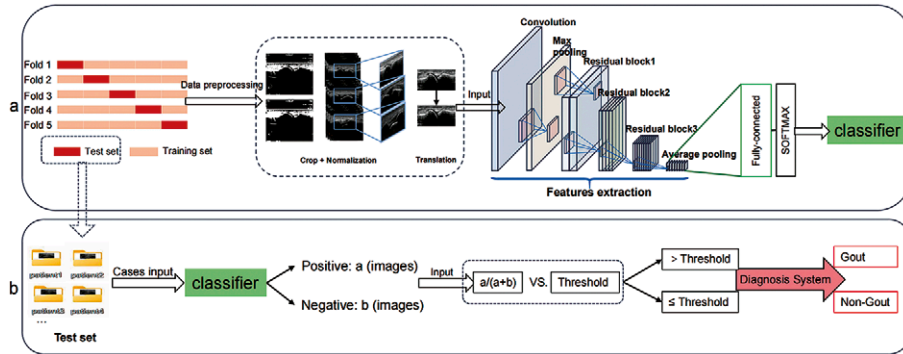 a
Fold 1
Fold 2
Fold 3
Fold 4
Fold 5
Test set
Training set
Data preprocessing
Crop + Normalization
Translation
Input
Convolution
Max
pooling
Residual block1
Residual block2
Residual block3
Average pooling
Features extraction
Fully-connected
SOFTMAX
classifier
b
patient1
patient2
patient3
patient4
...
Test set
Cases input
classifier
Positive: a (images)
Negative: b (images)
Input
a/(a+b)
VS.
Threshold
> Threshold
≤ Threshold
Diagnosis System
Gout
Non-Gout